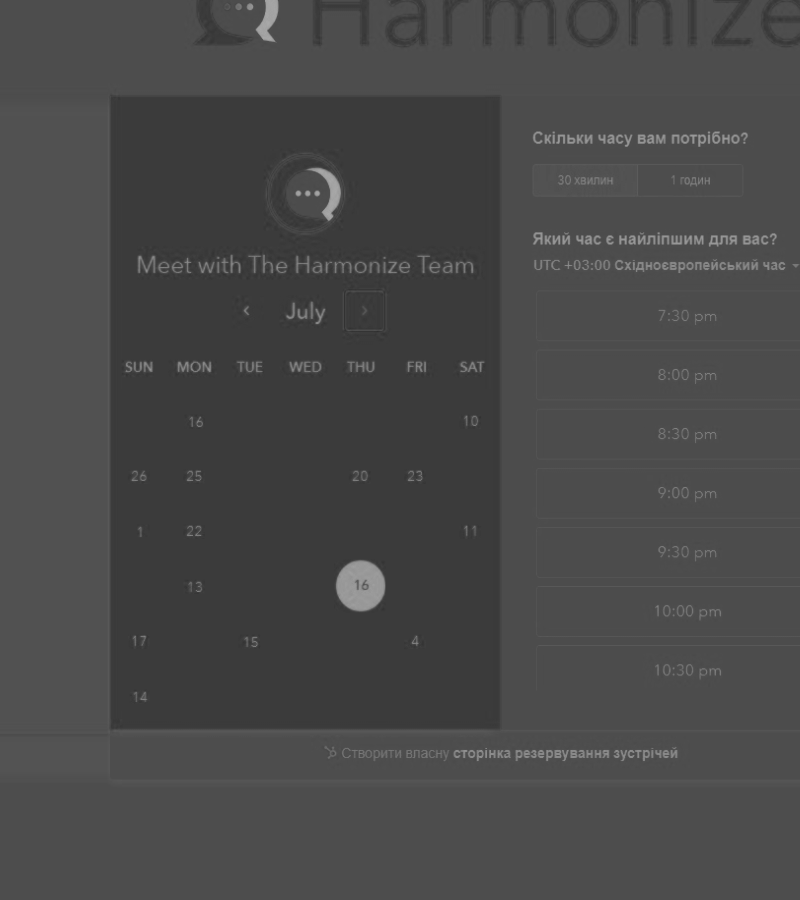 Harmonize
Meet with The Harmonize Team
‹ July ›
SUN MON TUE WED THU FRI SAT
16 10
26 25 20 23
1 22 11
13 16
17 15 4
14
Скільки часу вам потрібно?
30 хвилин 1 годин
Який час є найліпшим для вас?
UTC +03:00 Східноєвропейський час
7:30 pm
8:00 pm
8:30 pm
9:00 pm
9:30 pm
10:00 pm
10:30 pm
Створити власну сторінка резервування зустрічей